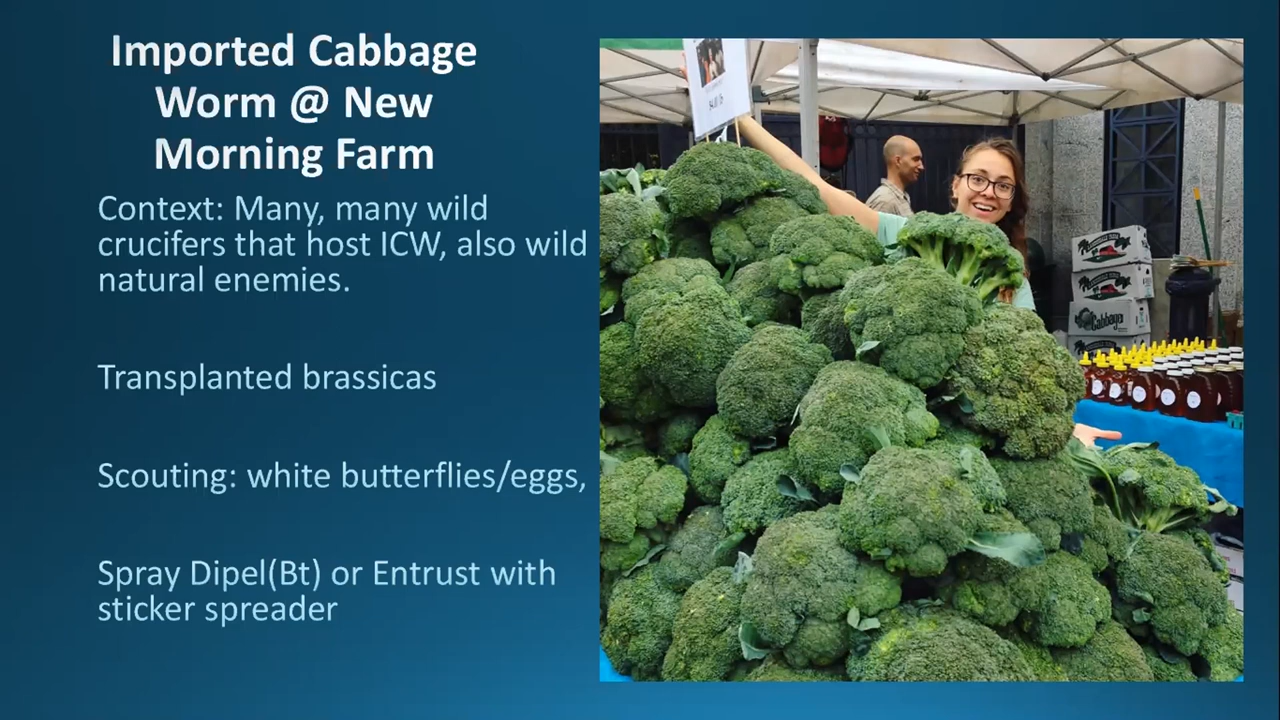 Imported Cabbage
Worm @ New
Morning Farm
Context: Many, many wild
crucifers that host ICW, also wild
natural enemies.
Transplanted brassicas
Scouting: white butterflies/eggs,
Spray Dipel(Bt) or Entrust with
sticker spreader
Cabbage